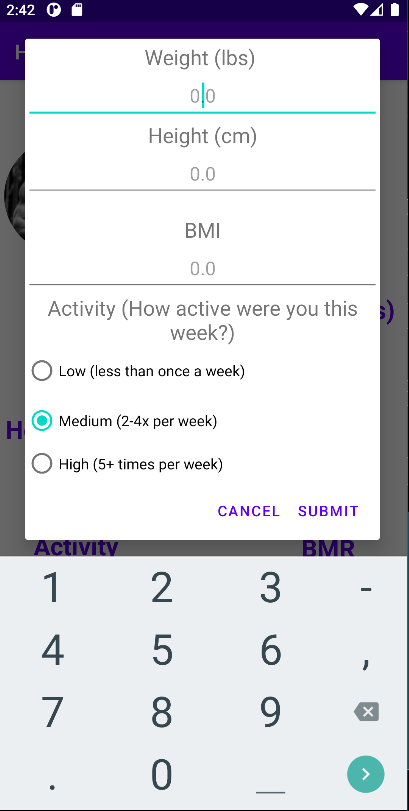 2:42
H
Weight (lbs)
0.0
Height (cm)
0.0
BMI
0.0
Activity (How active were you this
week?)
s)
Low (less than once a week)
Medium (2-4x per week)
He
High (5+ times per week)
CANCEL SUBMIT
Activity BMR
1 2 3 -
4 5 6 ,
7 8 9
. 0 _